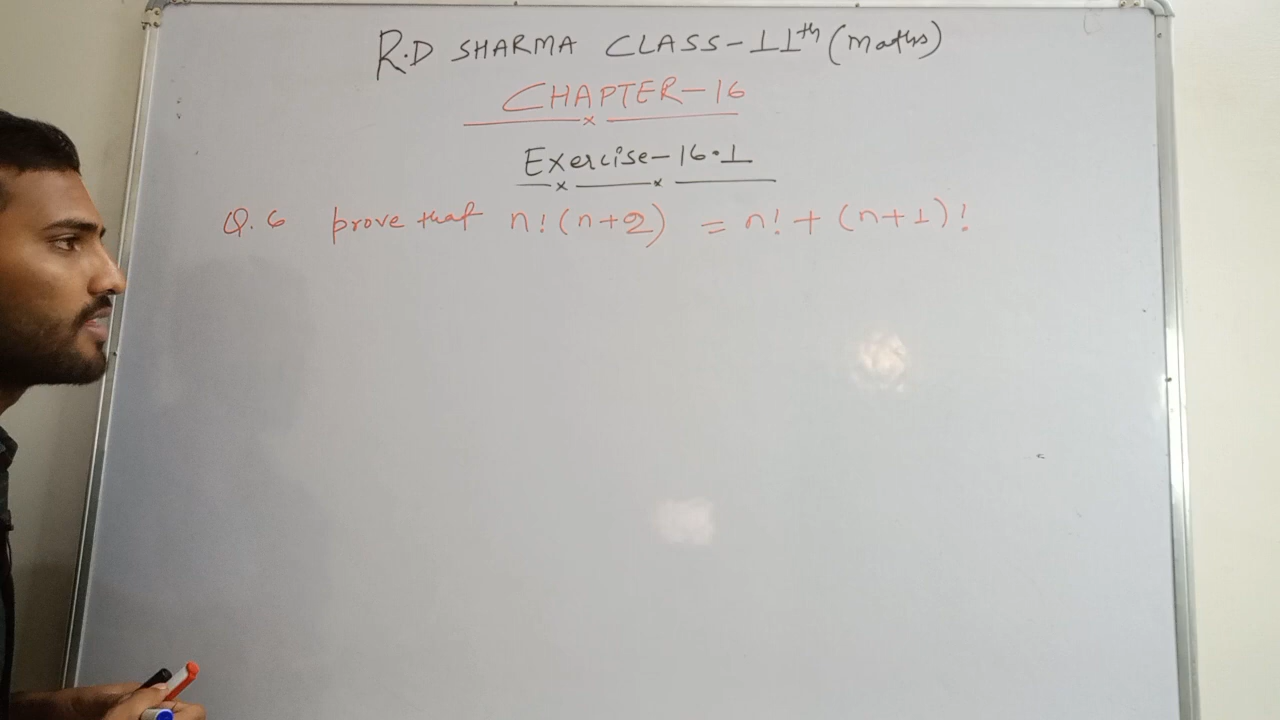 R.D SHARMA CLASS-11th (maths)
CHAPTER-16
Exercise-16.1
Q.6 prove that n!(n+2) = n! + (n+1)!